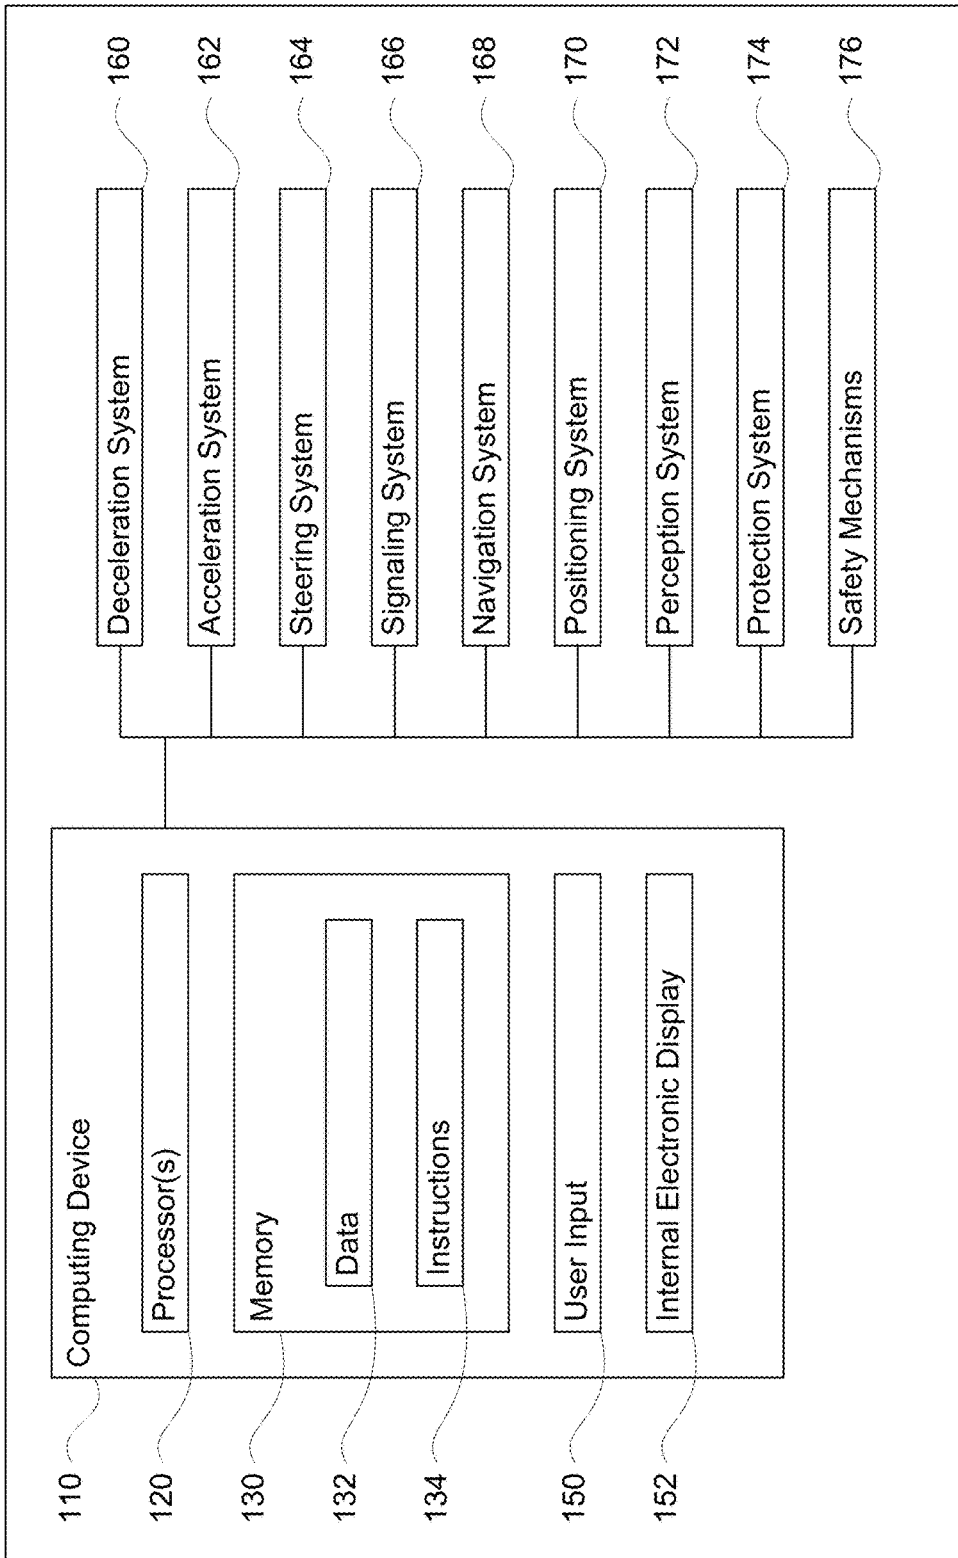 110
Computing Device
120
Processor(s)
130
Memory
132
Data
134
Instructions
150
User Input
152
Internal Electronic Display
Deceleration System
160
Acceleration System
162
Steering System
164
Signaling System
166
Navigation System
168
Positioning System
170
Perception System
172
Protection System
174
Safety Mechanisms
176